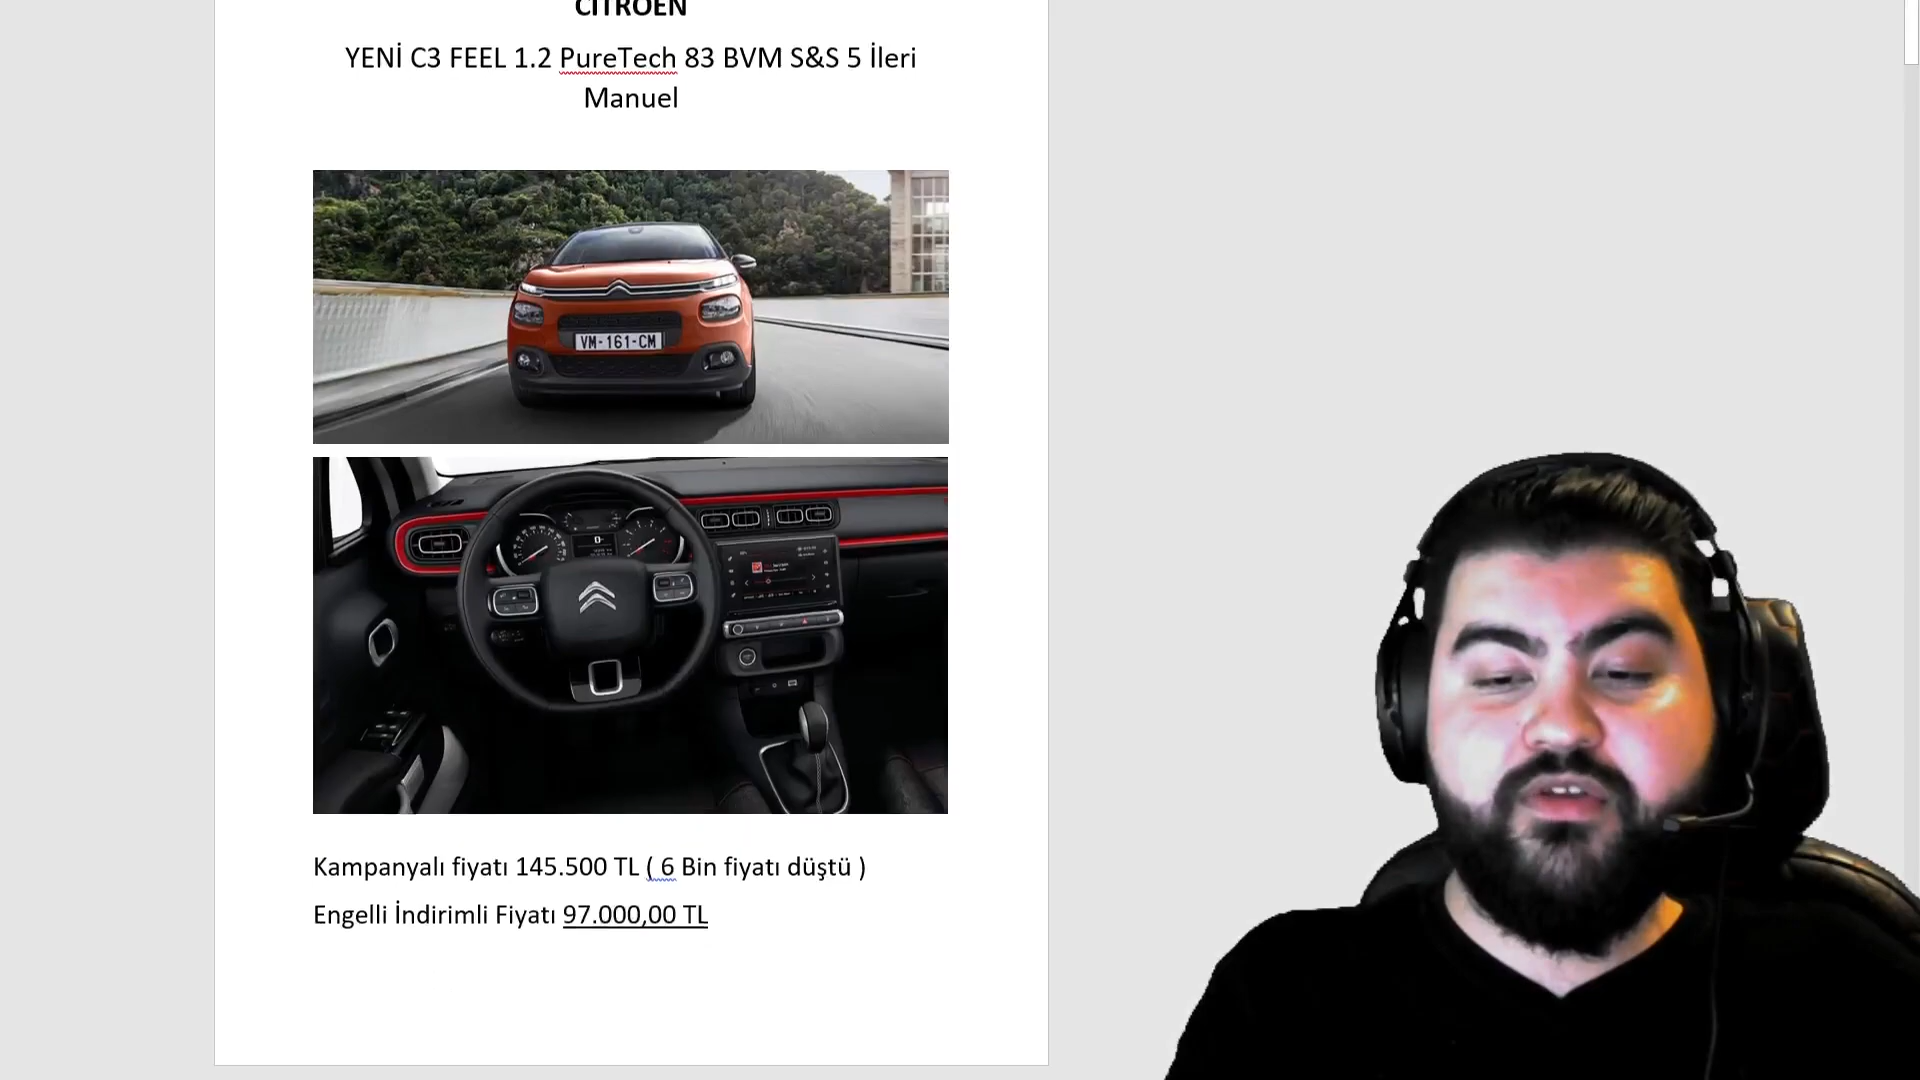 CITROEN
YENİ C3 FEEL 1.2 PureTech 83 BVM S&S 5 İleri
Manuel
VM-161-CM
Kampanyalı fiyatı 145.500 TL ( 6 Bin fiyatı düştü )
Engelli İndirimli Fiyatı 97.000,00 TL